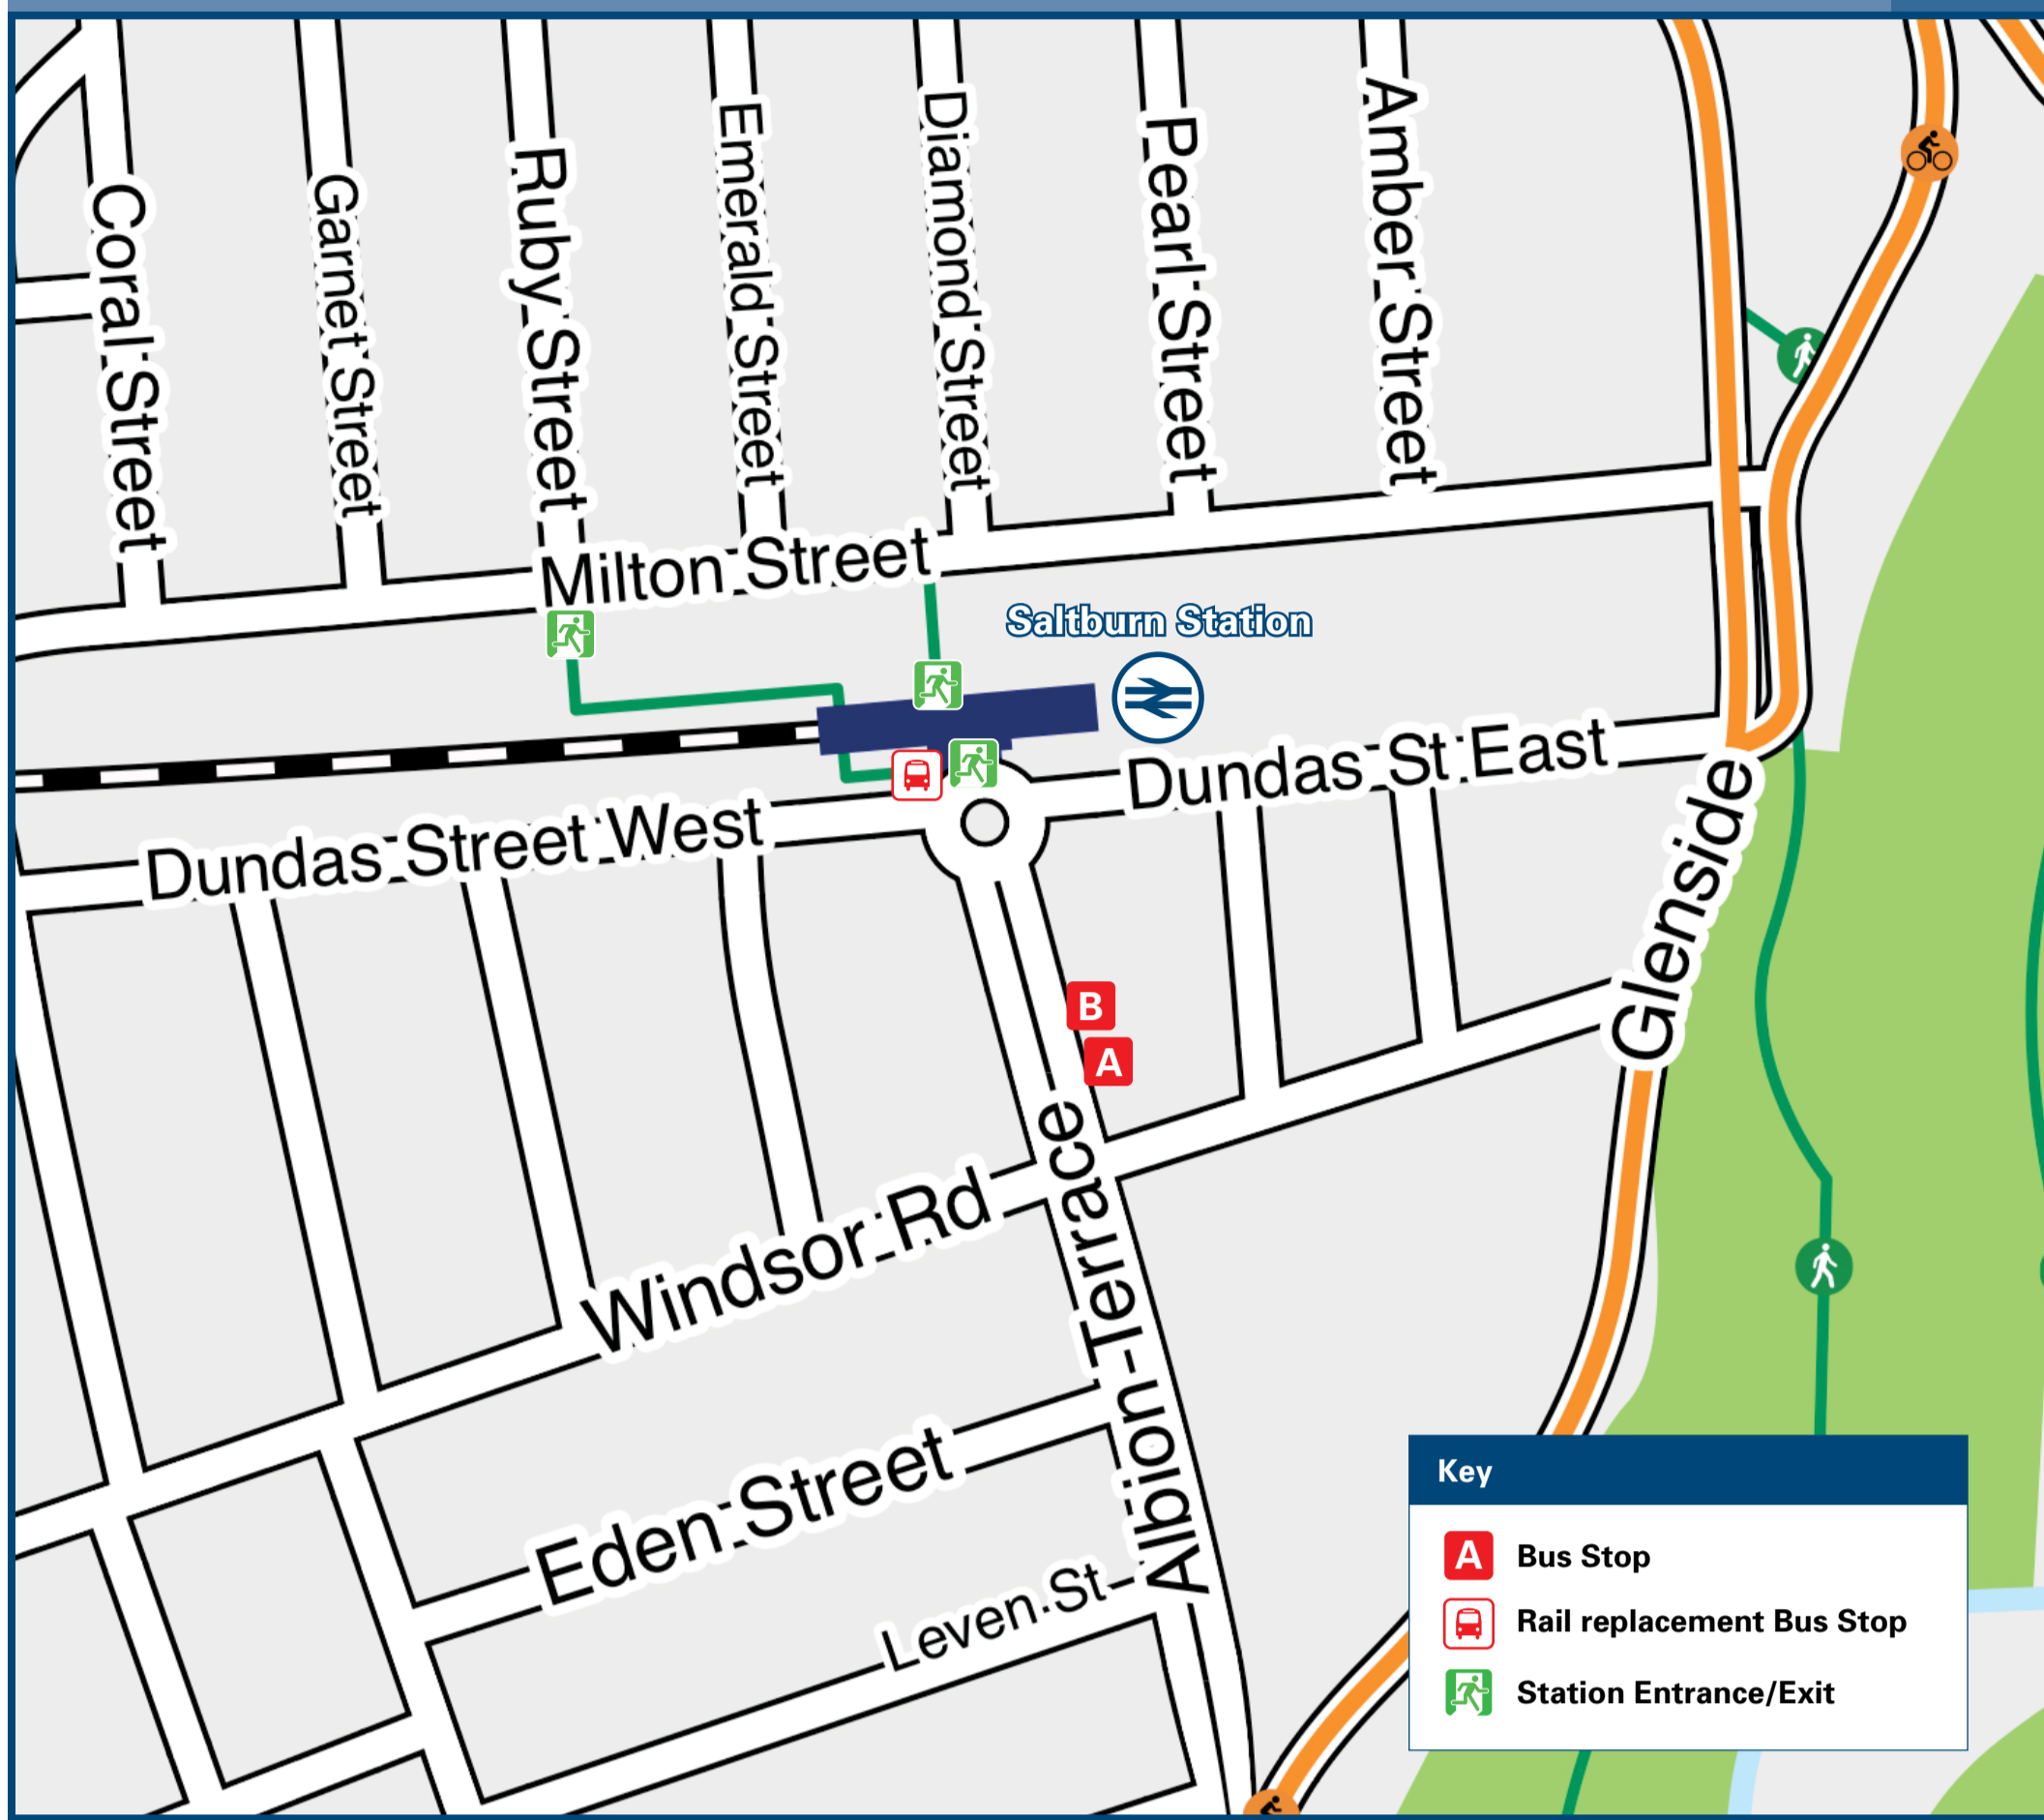 Coral Street
Garnet Street
Ruby Street
Emerald Street
Diamond Street
Pearl Street
Amber Street
Milton Street
Saltburn Station
Dundas St East
Dundas Street West
Glenside
B
A
Albion Terrace
Windsor Rd
Eden Street
Leven St
Key
A Bus Stop
Rail replacement Bus Stop
Station Entrance/Exit